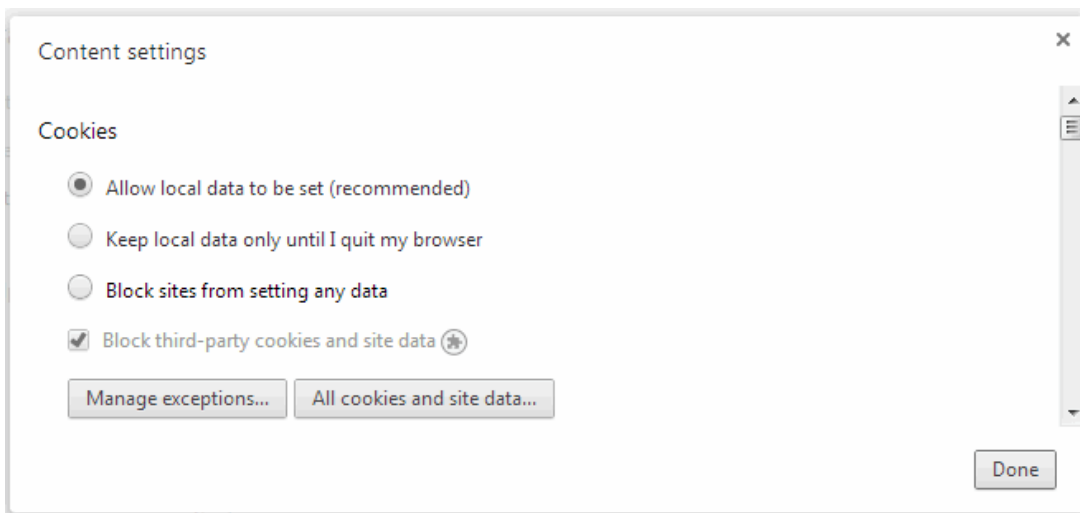 Content settings
Cookies
Allow local data to be set (recommended)
Keep local data only until I quit my browser
Block sites from setting any data
Block third-party cookies and site data
Manage exceptions... All cookies and site data...
Done